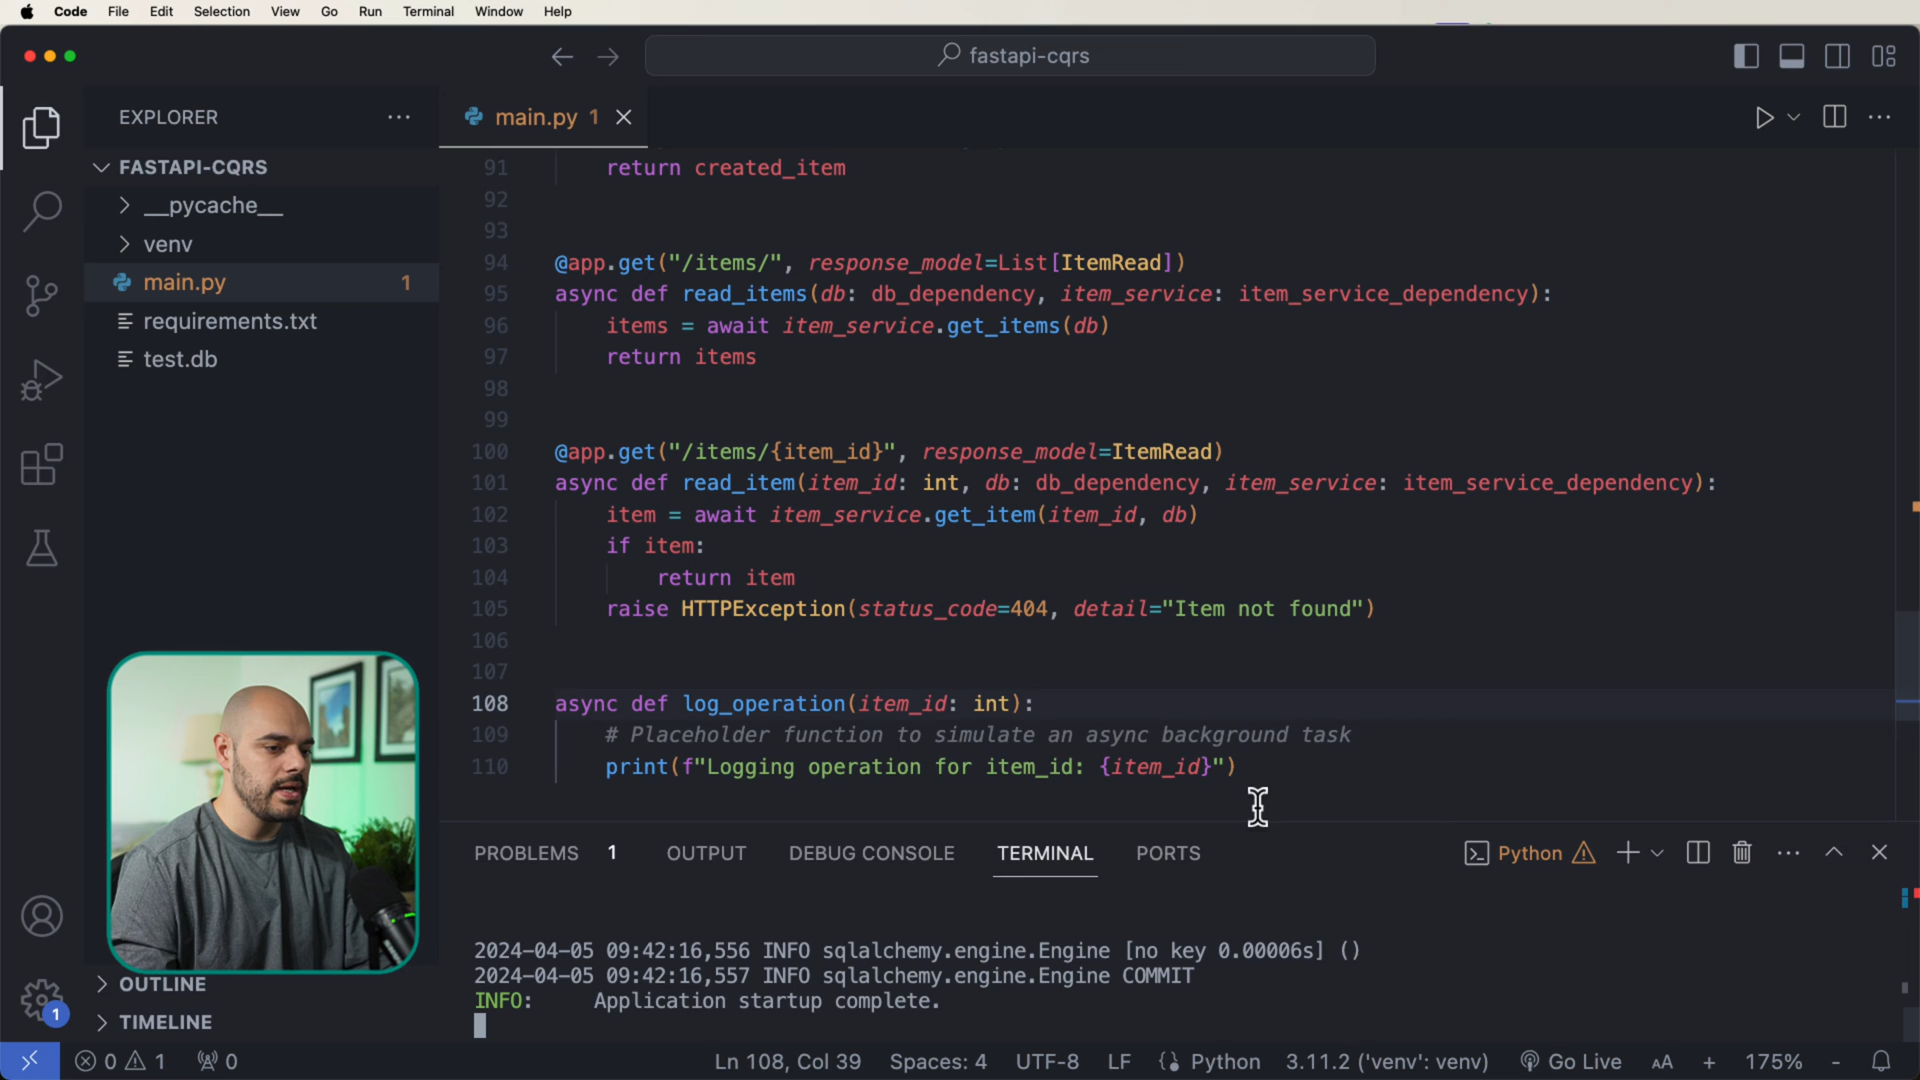 Code File Edit Selection View Go Run Terminal Window Help
fastapi-cqrs
EXPLORER
FASTAPI-CQRS
__pycache__
venv
main.py 1
requirements.txt
test.db
OUTLINE
TIMELINE
main.py 1
91 return created_item
92
93
94 @app.get("/items/", response_model=List[ItemRead])
95 async def read_items(db: db_dependency, item_service: item_service_dependency):
96 items = await item_service.get_items(db)
97 return items
98
99
100 @app.get("/items/{item_id}", response_model=ItemRead)
101 async def read_item(item_id: int, db: db_dependency, item_service: item_service_dependency):
102 item = await item_service.get_item(item_id, db)
103 if item:
104 return item
105 raise HTTPException(status_code=404, detail="Item not found")
106
107
108 async def log_operation(item_id: int):
109 # Placeholder function to simulate an async background task
110 print(f"Logging operation for item_id: {item_id}")
PROBLEMS 1 OUTPUT DEBUG CONSOLE TERMINAL PORTS Python
2024-04-05 09:42:16,556 INFO sqlalchemy.engine.Engine [no key 0.00006s] ()
2024-04-05 09:42:16,557 INFO sqlalchemy.engine.Engine COMMIT
INFO: Application startup complete.
1
0 1 0 Ln 108, Col 39 Spaces: 4 UTF-8 LF Python 3.11.2 ('venv': venv) Go Live AA + 175% -